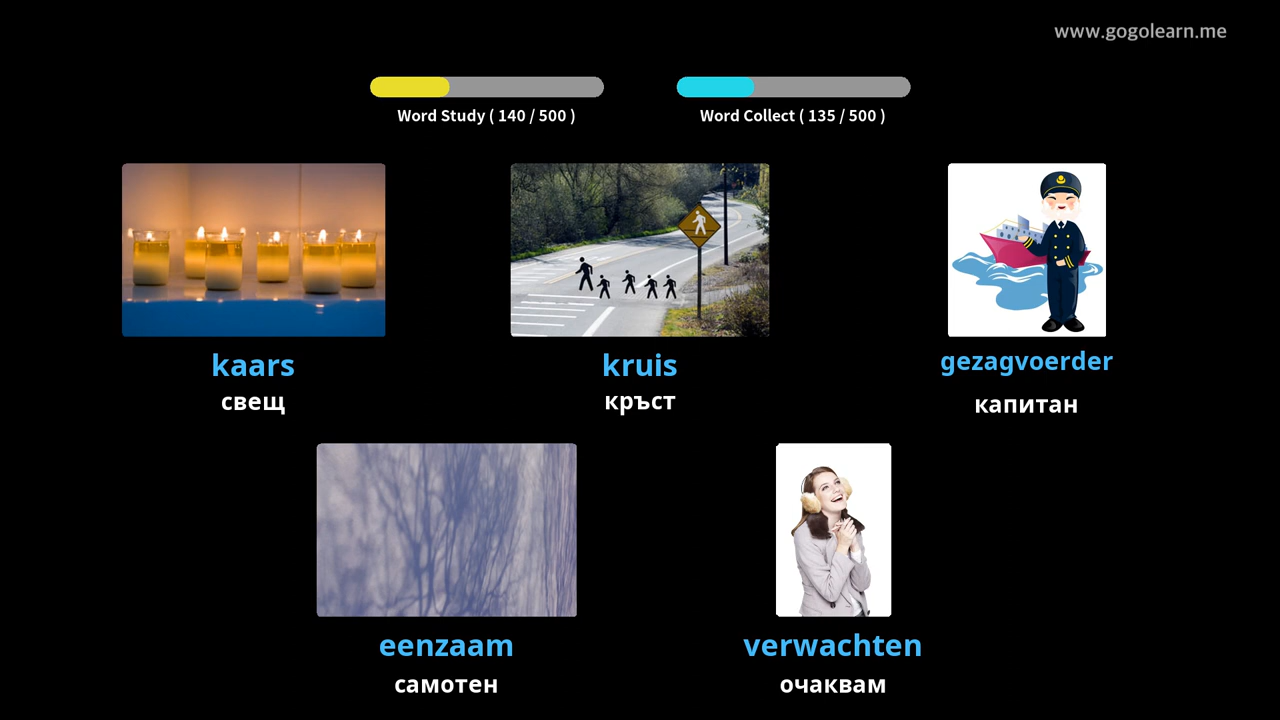 www.gogolearn.me
Word Study ( 140 / 500 )
Word Collect ( 135 / 500 )
kaars
свещ
kruis
кръст
gezagvoerder
капитан
eenzaam
самотен
verwachten
очаквам